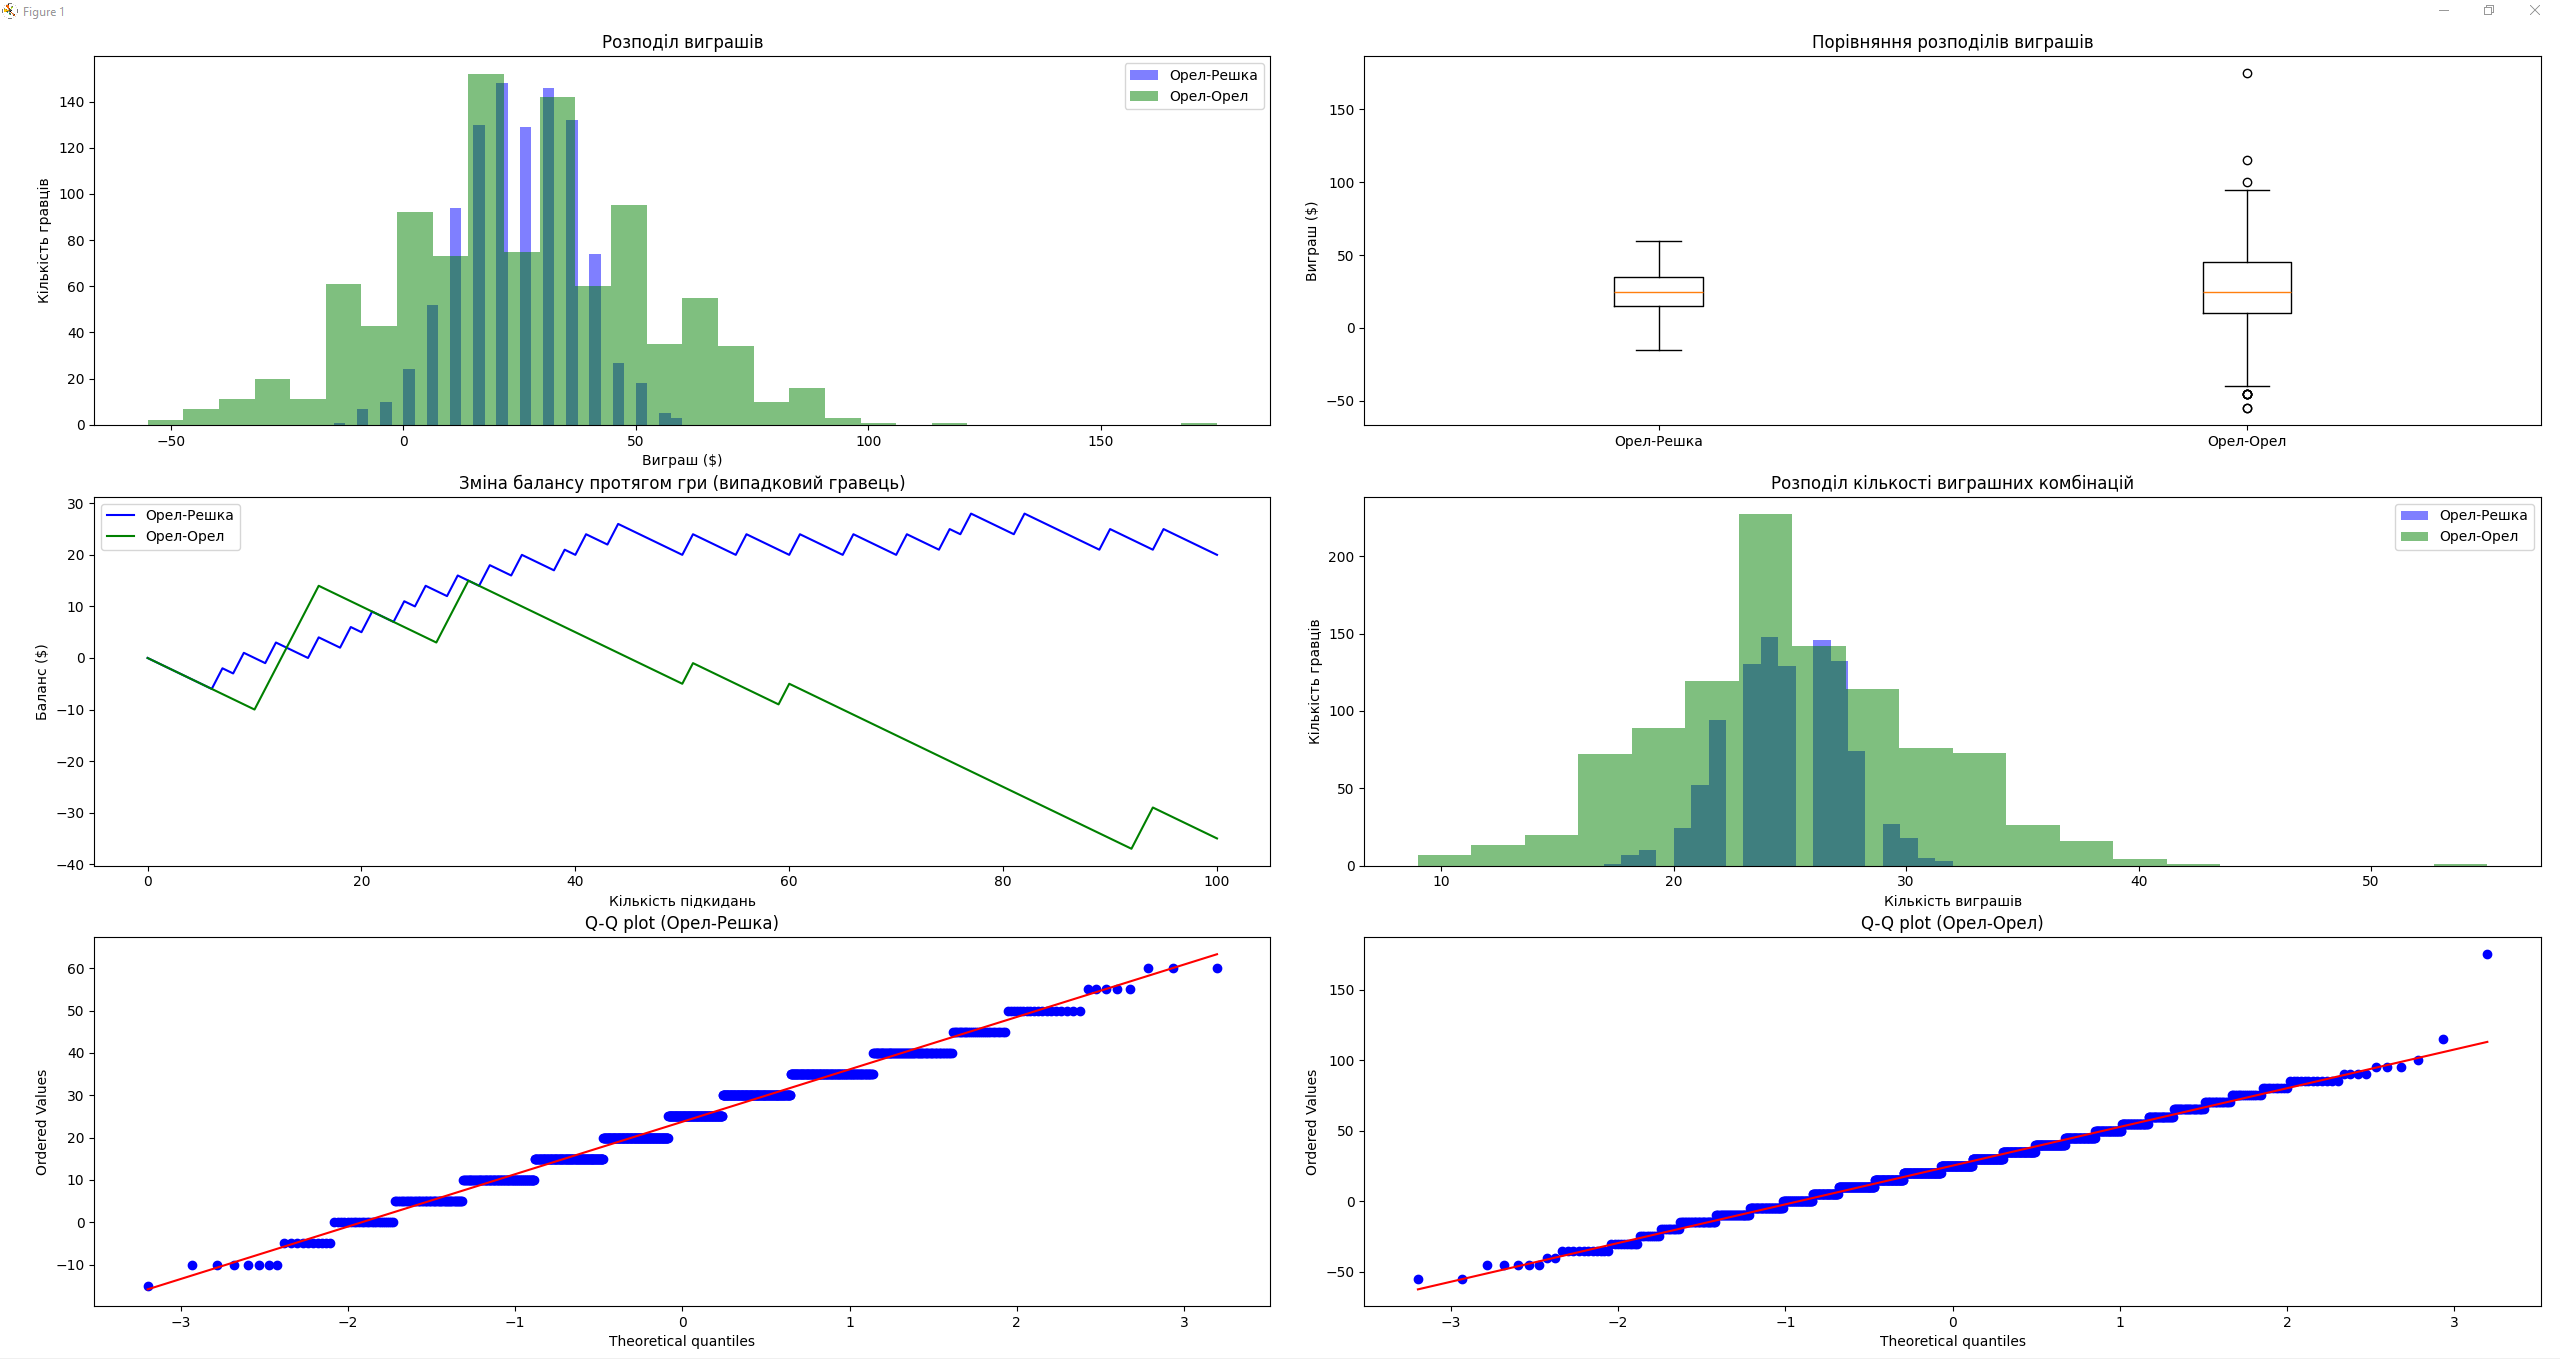 Figure 1
Розподіл виграшів
Кількість гравців
140
120
100
80
60
40
20
0
Орел-Решка
Орел-Орел
−50
0
50
100
150
Виграш ($)
Порівняння розподілів виграшів
Виграш ($)
150
100
50
0
−50
Орел-Решка
Орел-Орел
Зміна балансу протягом гри (випадковий гравець)
Баланс ($)
30
20
10
0
−10
−20
−30
−40
Орел-Решка
Орел-Орел
0
20
40
60
80
100
Кількість підкидань
Розподіл кількості виграшних комбінацій
Кількість гравців
200
150
100
50
0
Орел-Решка
Орел-Орел
10
20
30
40
50
Кількість виграшів
Q-Q plot (Орел-Решка)
Ordered Values
60
50
40
30
20
10
0
−10
−3
−2
−1
0
1
2
3
Theoretical quantiles
Q-Q plot (Орел-Орел)
Ordered Values
150
100
50
0
−50
−3
−2
−1
0
1
2
3
Theoretical quantiles